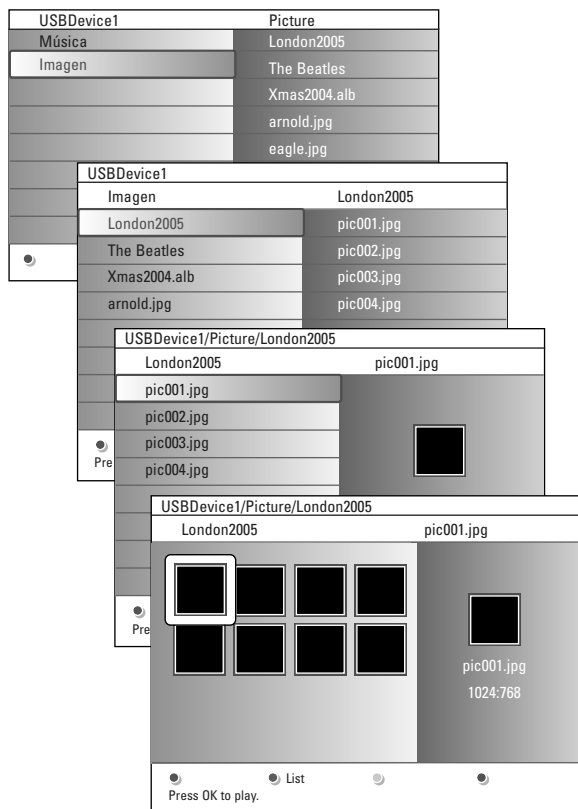 USBDevice1 Picture
Música London2005
Imagen The Beatles
Xmas2004.alb
arnold.jpg
eagle.jpg
USBDevice1
Imagen London2005
London2005 pic001.jpg
The Beatles pic002.jpg
Xmas2004.alb pic003.jpg
arnold.jpg pic004.jpg
Pre
USBDevice1/Picture/London2005
London2005 pic001.jpg
pic001.jpg
pic002.jpg
pic003.jpg
pic004.jpg
Pre
USBDevice1/Picture/London2005
London2005 pic001.jpg
pic001.jpg
1024:768
List
Press OK to play.